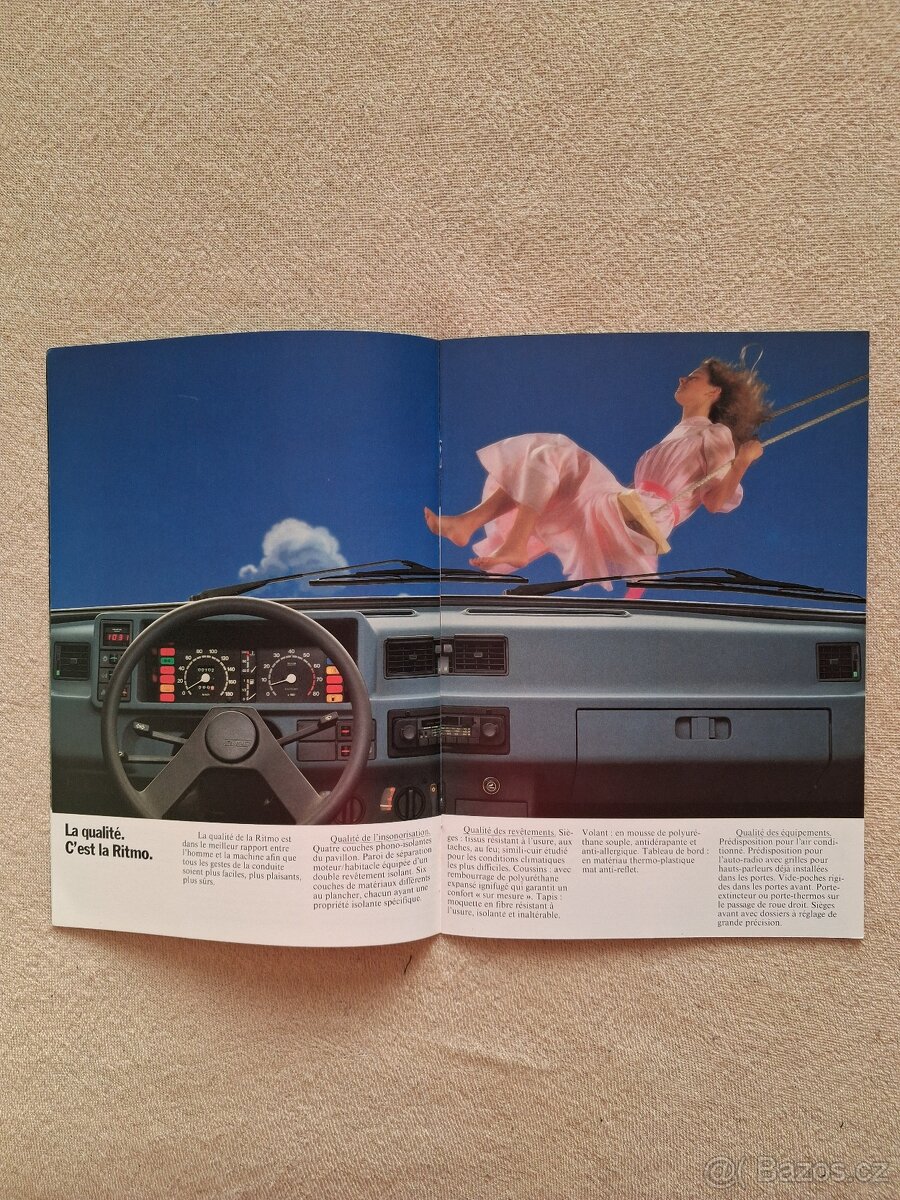 La qualité.
C'est la Ritmo.
La qualité de la Ritmo est
dans le meilleur rapport entre
l'homme et la machine afin que
tous les gestes de la conduite
soient plus faciles, plus plaisants,
plus sûrs.
Qualité de l'insonorisation.
Quatre couches phono-isolantes
du pavillon. Paroi de séparation
moteur/habitacle équipée d'un
double revêtement isolant. Six
couches de matériaux différents
au plancher, chacun ayant une
propriété isolante spécifique.
Qualité des revêtements. Siè-
ges : tissus résistant à l'usure, aux
taches, au feu; simili-cuir étudié
pour les conditions climatiques
les plus difficiles. Coussins : avec
rembourrage de polyuréthane
expansé ignifugé qui garantit un
confort « sur mesure ». Tapis :
moquette en fibre résistant à
l'usure, isolante et inaltérable.
Volant : en mousse de polyuré-
thane souple, antidérapante et
anti-allergique. Tableau de bord :
en matériau thermo-plastique
mat anti-reflet.
Qualité des équipements.
Prédisposition pour l'air condi-
tionné. Prédisposition pour
l'auto-radio avec grilles pour
hauts-parleurs déjà installées
dans les portes. Vide-poches rigi-
des dans les portes avant. Porte-
extincteur ou porte-thermos sur
le passage de roue droit. Sièges
avant avec dossiers à réglage de
grande précision.
Bazos.cz